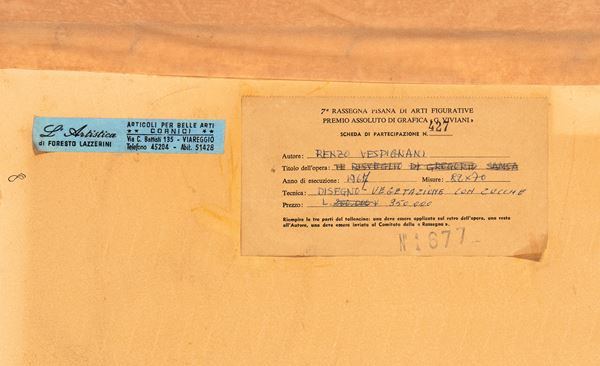 L'Artistica
di FORESTO LAZZERINI
ARTICOLI PER BELLE ARTI
★★ CORNICI ★★
Via C. Battisti 135 - VIAREGGIO
Telefono 45204 - Abit. 51428
7ª RASSEGNA PISANA DI ARTI FIGURATIVE
PREMIO ASSOLUTO DI GRAFICA «G. VIVIANI»
SCHEDA DI PARTECIPAZIONE N. 427
Autore: RENZO VESPIGNANI
Titolo dell'opera: DI GREGORIO SAMSA
Anno di esecuzione: 1967 Misure: 82x70
Tecnica: DISEGNO - VEGETAZIONE CON ZUCCHE
Prezzo: L. 350.000
Riempire le tre parti del talloncino: una deve essere applicata sul retro dell'opera, una resta
all'Autore, una deve essere inviata al Comitato della «Rassegna».
N° 1677
8